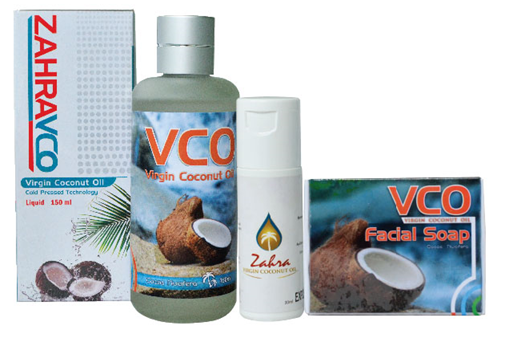 ZAHRAVCO
Virgin Coconut Oil
Cold Pressed Technology
Liquid 150 ml
VCO
Virgin Coconut Oil
Zahra
VIRGIN COCONUT OIL
VCO
VIRGIN COCONUT OIL
Facial Soap